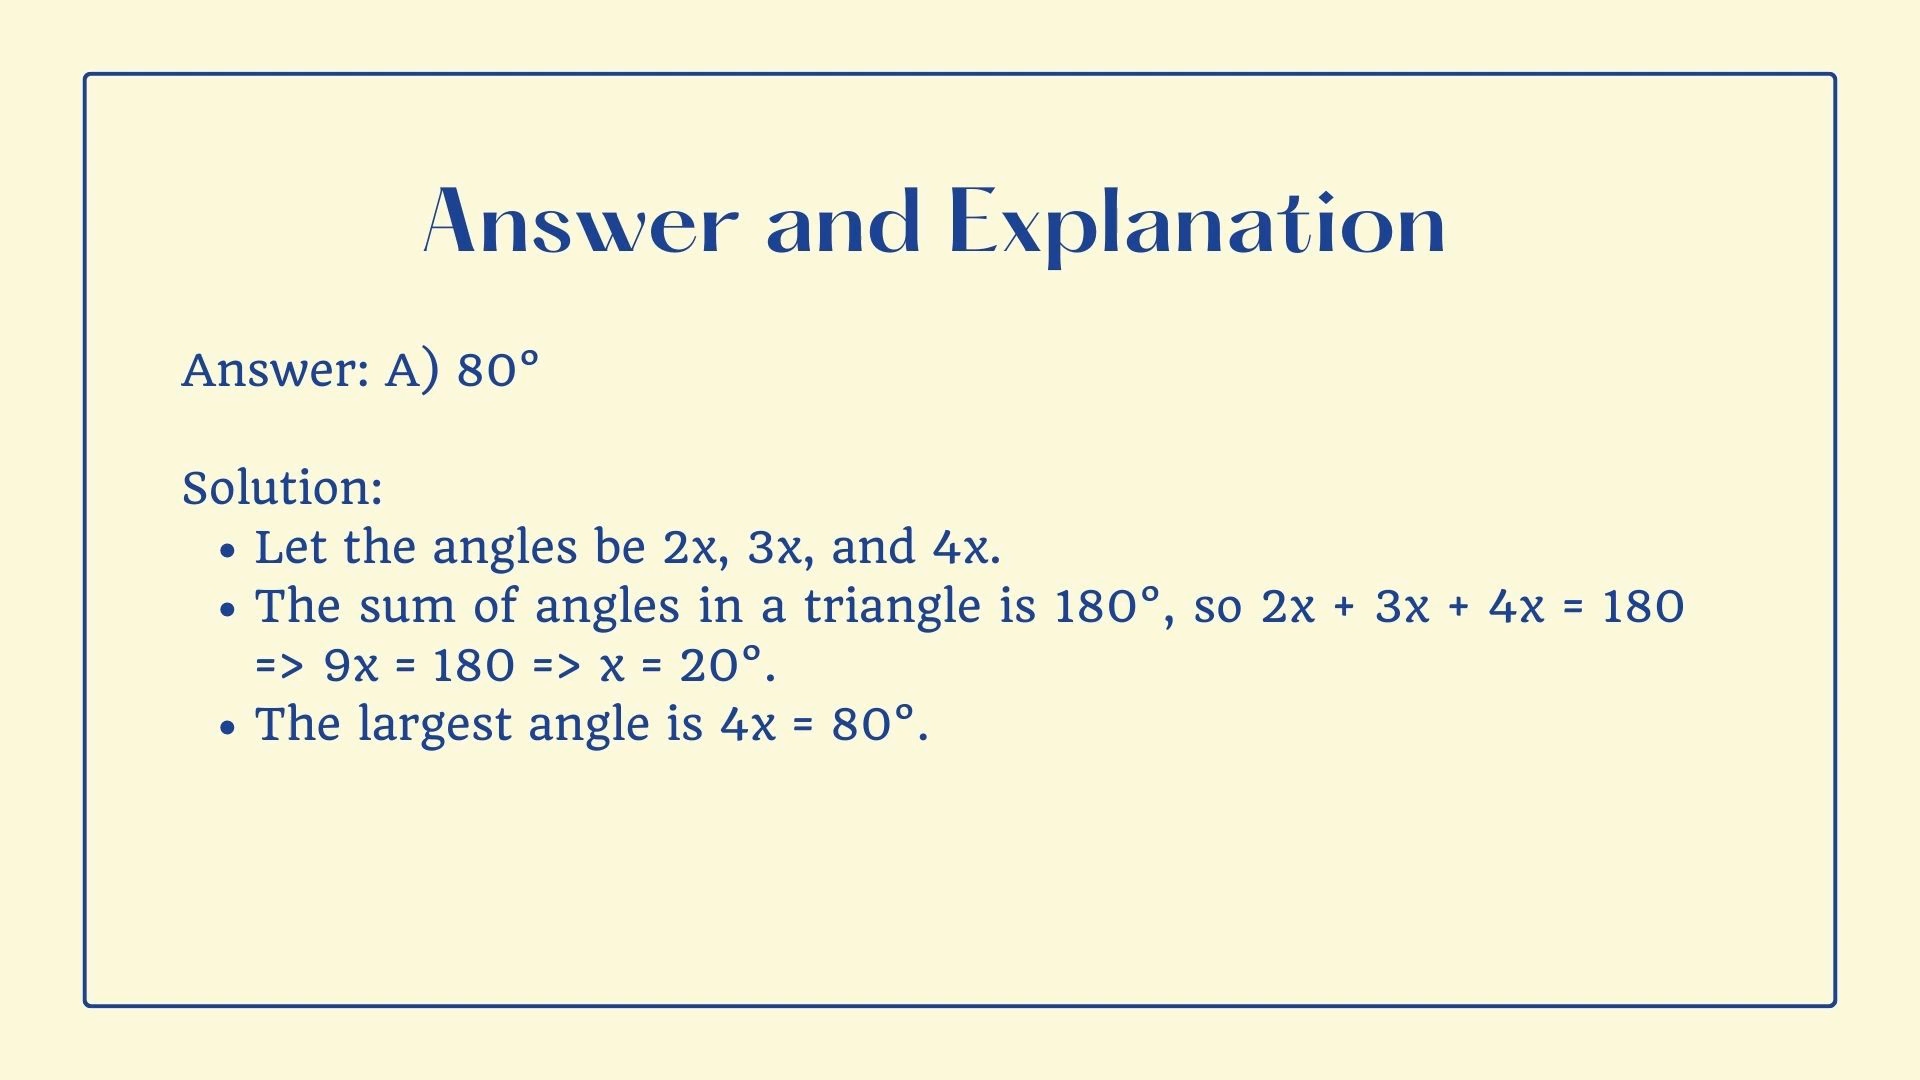 Answer and Explanation
Answer: A) 80°
Solution:
• Let the angles be 2x, 3x, and 4x.
• The sum of angles in a triangle is 180°, so 2x + 3x + 4x = 180
=> 9x = 180 => x = 20°.
• The largest angle is 4x = 80°.